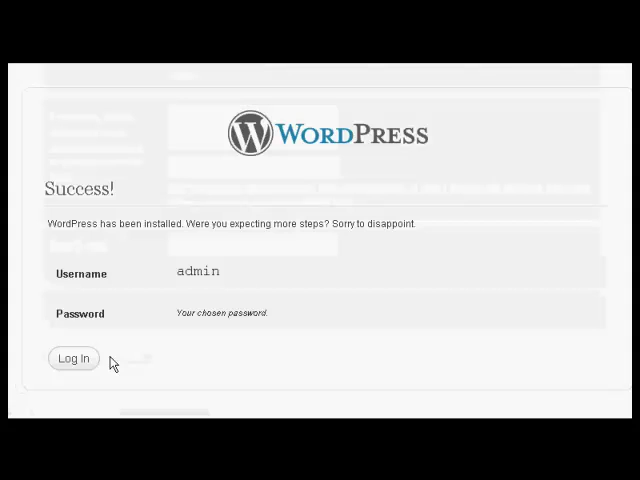 WORDPRESS
Success!
WordPress has been installed. Were you expecting more steps? Sorry to disappoint.
Username admin
Password Your chosen password.
Log In